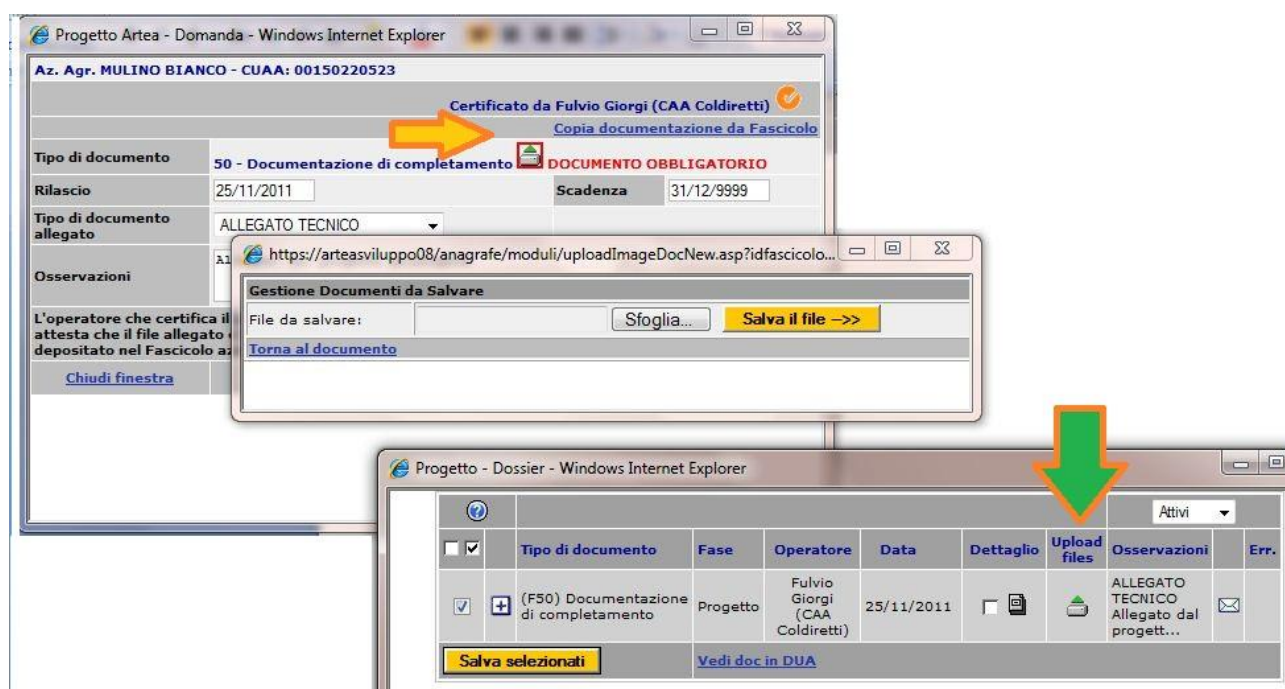 Progetto Artea - Domanda - Windows Internet Explorer
Az. Agr. MULINO BIANCO - CUAA: 00150220523
Certificato da Fulvio Giorgi (CAA Coldiretti)
Copia documentazione da Fascicolo
Tipo di documento
50 - Documentazione di completamento DOCUMENTO OBBLIGATORIO
Rilascio 25/11/2011 Scadenza 31/12/9999
Tipo di documento
allegato
ALLEGATO TECNICO
Osservazioni
L'operatore che certifica il
attesta che il file allegato
depositato nel Fascicolo
Chiudi finestra
https://arteasviluppo08/anagrafe/moduli/uploadImageDocNew.asp?idfascicolo...
Gestione Documenti da Salvare
File da salvare: Sfoglia... Salva il file -->>
Torna al documento
Progetto - Dossier - Windows Internet Explorer
Attivi
Tipo di documento Fase Operatore Data Dettaglio Upload files Osservazioni Err.
(F50) Documentazione
di completamento
Progetto
Fulvio
Giorgi
(CAA
Coldiretti)
25/11/2011
ALLEGATO
TECNICO
Allegato dal
progett...
Salva selezionati Vedi doc in DUA